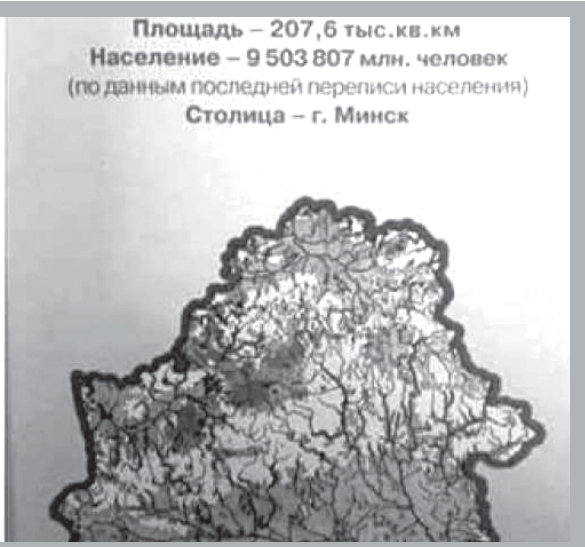 Площадь – 207,6 тыс.кв.км
Население – 9 503 807 млн. человек
(по данным последней переписи населения)
Столица – г. Минск